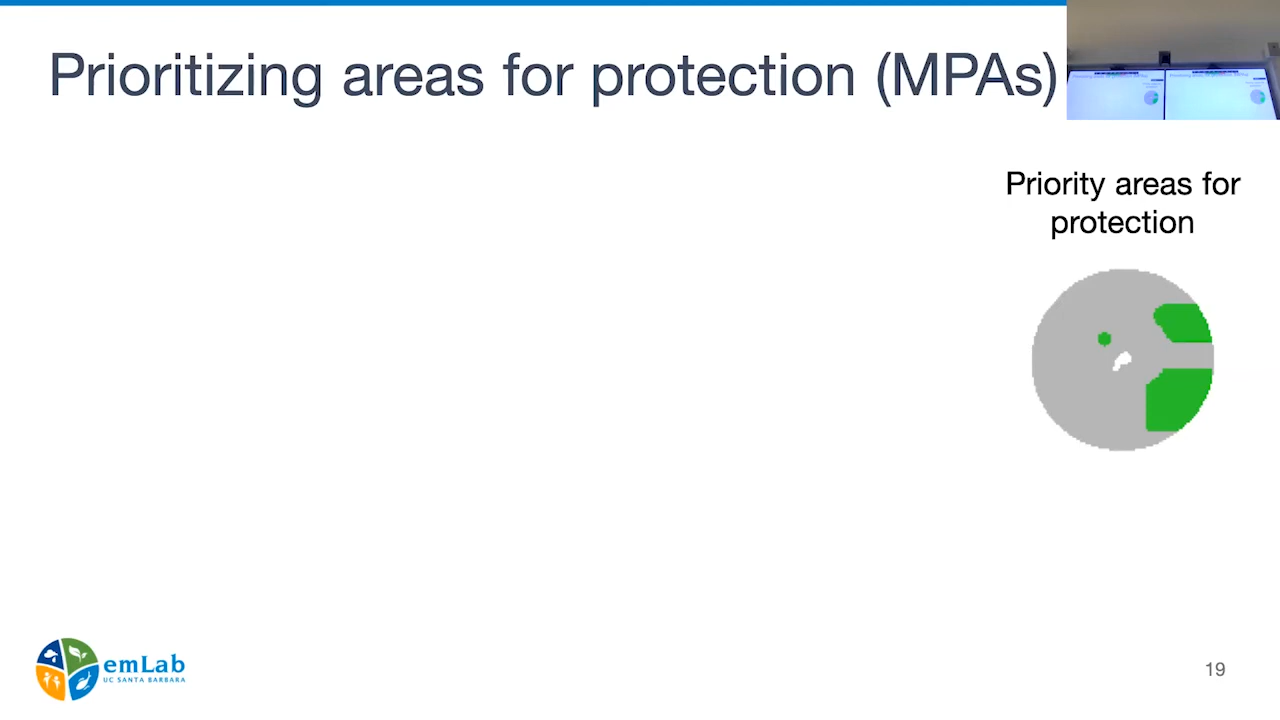 Prioritizing areas for protection (MPAs)
Priority areas for
protection
emLab
UC SANTA BARBARA
19